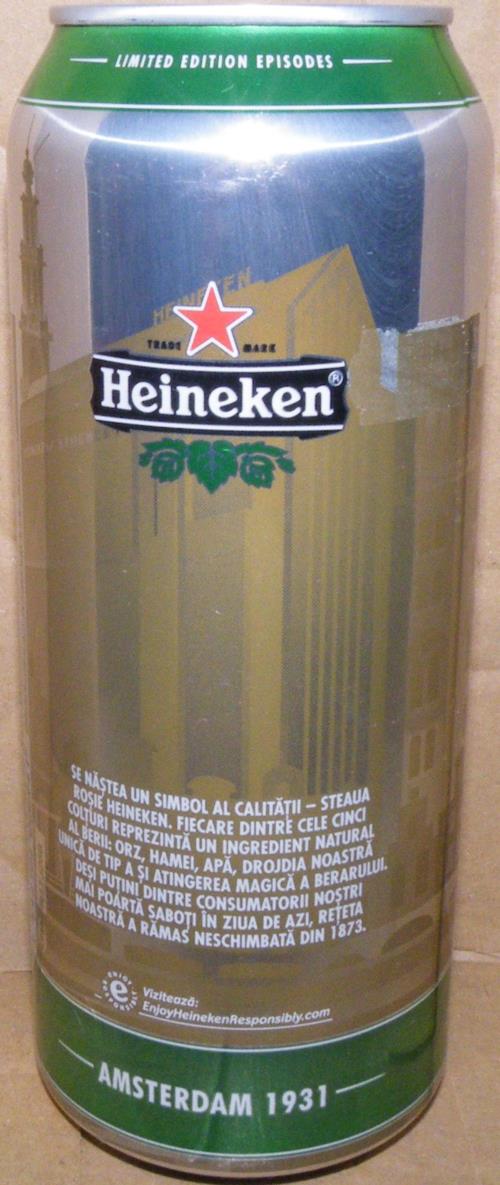 LIMITED EDITION EPISODES
HEINEKEN
TRADE MARK
Heineken®
SE NĂȘTEA UN SIMBOL AL CALITĂȚII – STEAUA
ROȘIE HEINEKEN. FIECARE DINTRE CELE CINCI
COLȚURI REPREZINTĂ UN INGREDIENT NATURAL
AL BERII: ORZ, HAMEI, APĂ, DROJDIA NOASTRĂ
UNICĂ DE TIP A ȘI ATINGEREA MAGICĂ A BERARULUI.
DEȘI PUȚINI DINTRE CONSUMATORII NOȘTRI
MAI POARTĂ SABOȚI ÎN ZIUA DE AZI, REȚETA
NOASTRĂ A RĂMAS NESCHIMBATĂ DIN 1873.
ENJOY RESPONSIBLY
e
Vizitează:
EnjoyHeinekenResponsibly.com
AMSTERDAM 1931